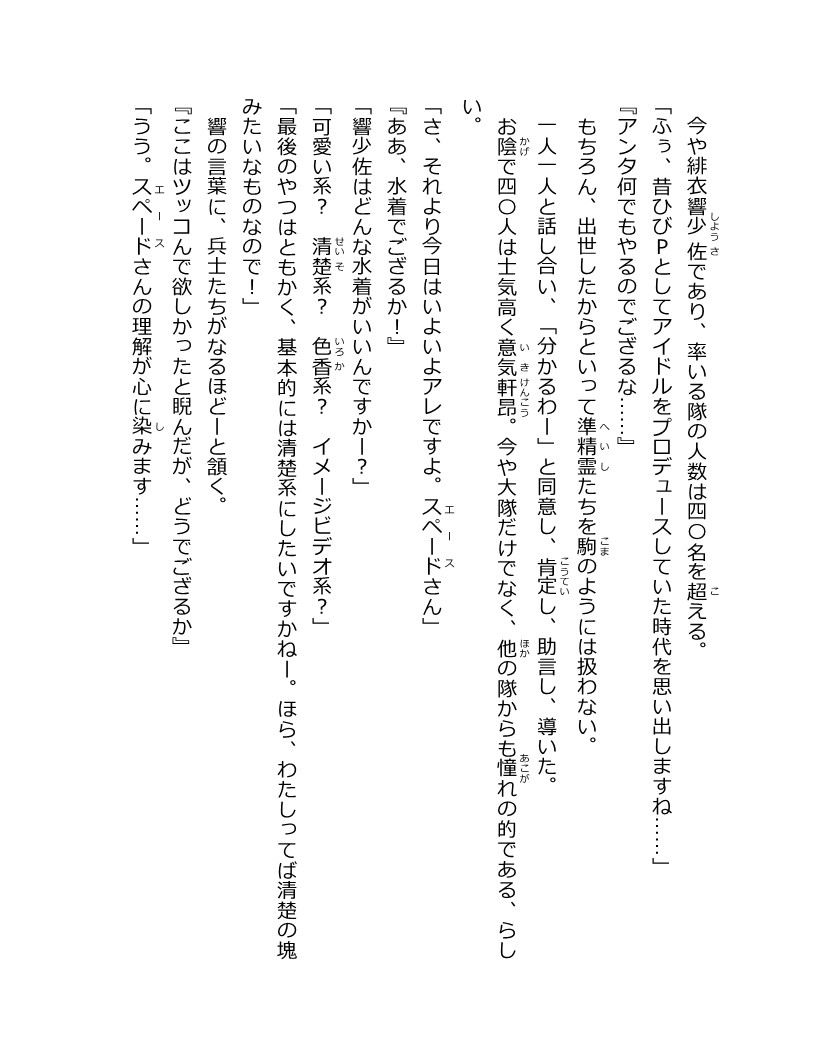 今や緋衣響少佐であり、率いる隊の人数は四〇名を超える。
「ふぅ、昔ひびＰとしてアイドルをプロデュースしていた時代を思い出しますね……」
『アンタ何でもやるのでござるな……』
もちろん、出世したからといって準精霊たちを駒のようには扱わない。
一人一人と話し合い、「分かるわー」と同意し、肯定し、助言し、導いた。
お陰で四〇人は士気高く意気軒昂。今や大隊だけでなく、他の隊からも憧れの的である、らし
い。
「さ、それより今日はいよいよアレですよ。スペードさん」
『ああ、水着でござるか！』
「響少佐はどんな水着がいいんですかー？」
「可愛い系？　清楚系？　色香系？　イメージビデオ系？」
「最後のやつはともかく、基本的には清楚系にしたいですかねー。ほら、わたしってば清楚の塊
みたいなものなので！」
響の言葉に、兵士たちがなるほどーと頷く。
『ここはツッコんで欲しかったと睨んだが、どうでござるか』
「うう。スペードさんの理解が心に染みます……」